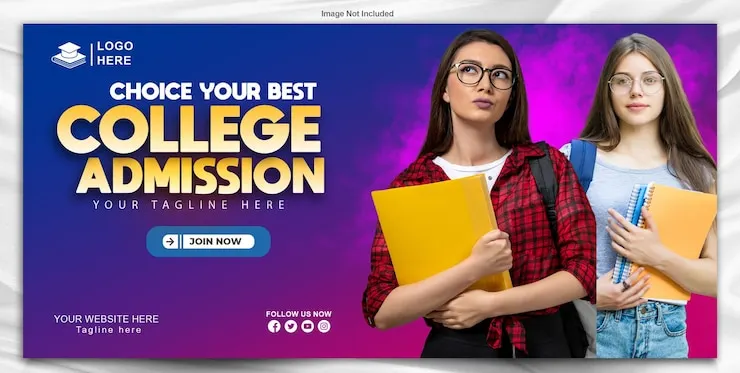 Image Not Included
LOGO
HERE
CHOICE YOUR BEST
COLLEGE
ADMISSION
YOUR TAGLINE HERE
JOIN NOW
YOUR WEBSITE HERE
Tagline here
FOLLOW US NOW